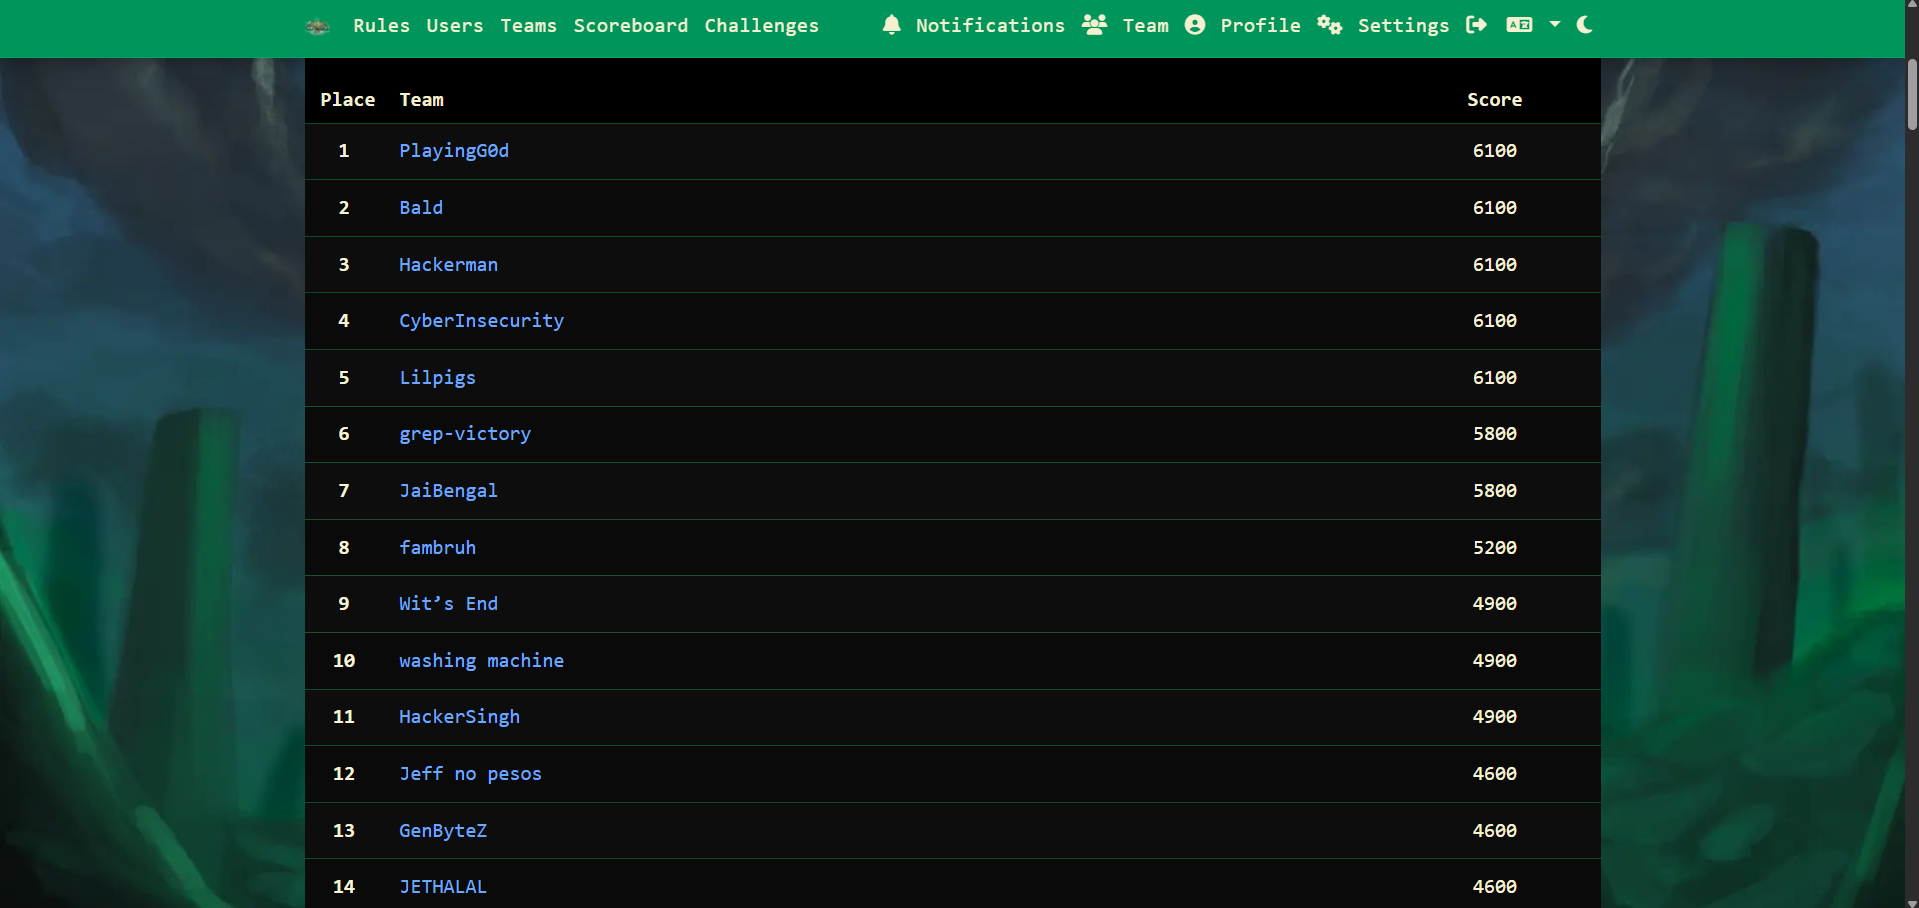 Rules Users Teams Scoreboard Challenges Notifications Team Profile Settings
Place Team Score
1 PlayingG0d 6100
2 Bald 6100
3 Hackerman 6100
4 CyberInsecurity 6100
5 Lilpigs 6100
6 grep-victory 5800
7 JaiBengal 5800
8 fambruh 5200
9 Wit’s End 4900
10 washing machine 4900
11 HackerSingh 4900
12 Jeff no pesos 4600
13 GenByteZ 4600
14 JETHALAL 4600